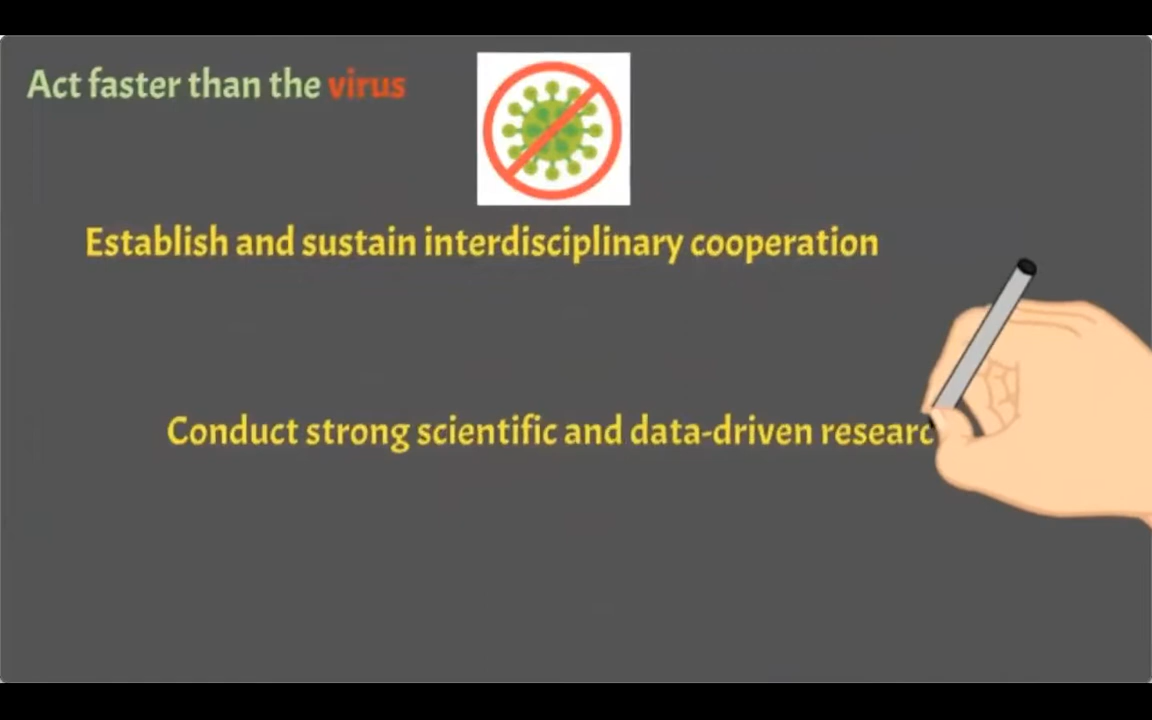 Act faster than the virus
Establish and sustain interdisciplinary cooperation
Conduct strong scientific and data-driven researc